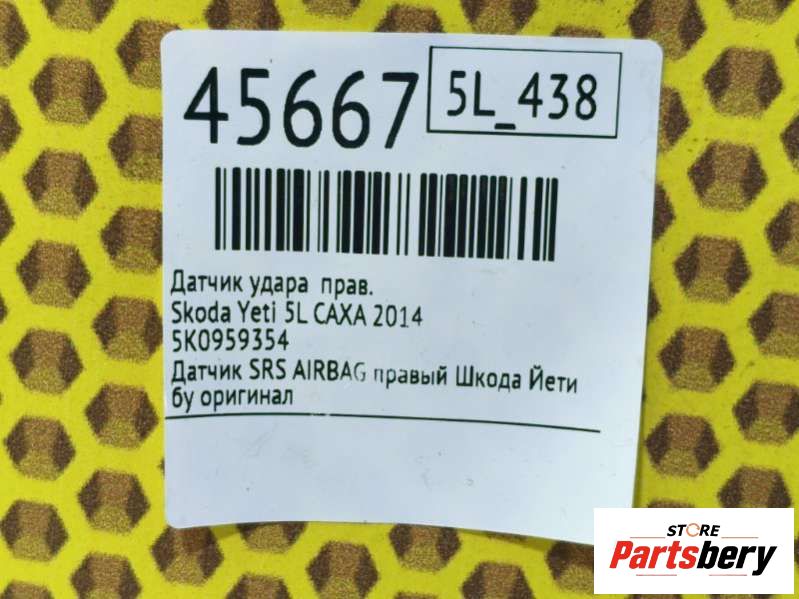 45667
5L_438
Датчик удара прав.
Skoda Yeti 5L CAXA 2014
5K0959354
Датчик SRS AIRBAG правый Шкода Йети
бу оригинал
STORE
Partsbery